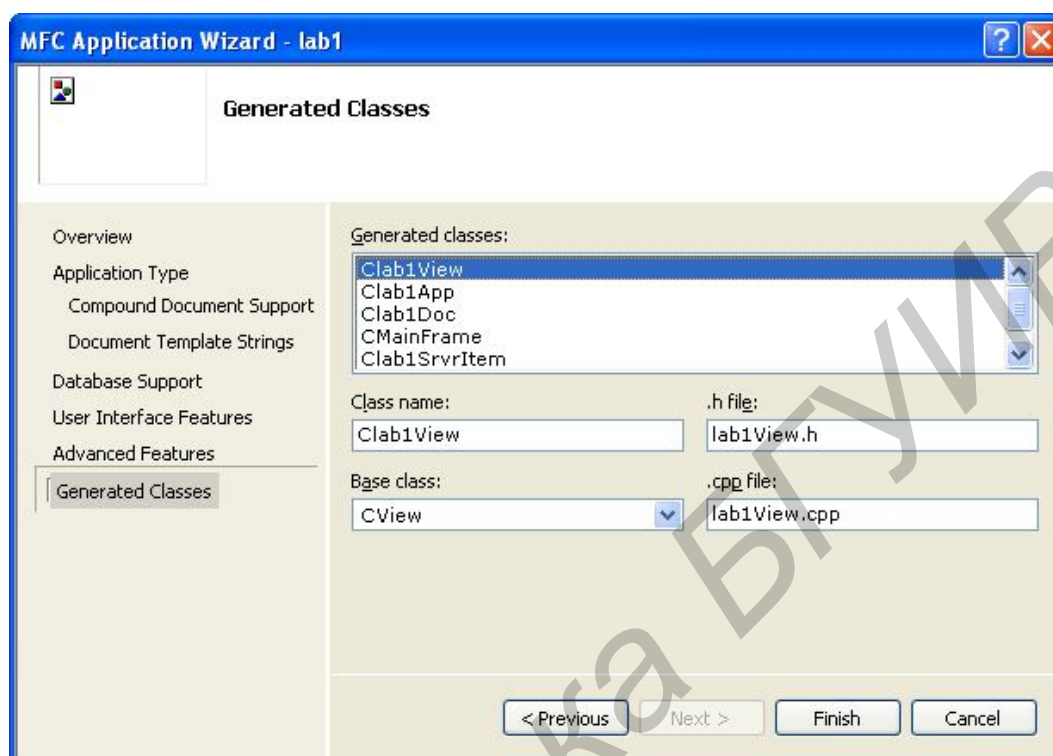 MFC Application Wizard - lab1
Generated Classes
Overview
Application Type
Compound Document Support
Document Template Strings
Database Support
User Interface Features
Advanced Features
Generated Classes
Generated classes:
Clab1View
Clab1App
Clab1Doc
CMainFrame
Clab1SrvrItem
Class name:
.h file:
Clab1View
lab1View.h
Base class:
.cpp file:
CView
lab1View.cpp
< Previous
Next >
Finish
Cancel
ка БГУИР